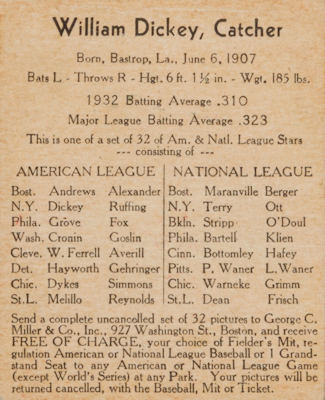 William Dickey, Catcher
Born, Bastrop, La., June 6, 1907
Bats L - Throws R - Hgt. 6 ft. 1½ in. - Wgt. 185 lbs.
1932 Batting Average .310
Major League Batting Average .323
This is one of a set of 32 of Am. & Natl. League Stars
--- consisting of ---
AMERICAN LEAGUE NATIONAL LEAGUE
Bost. Andrews Alexander Bost. Maranville Berger
N.Y. Dickey Ruffing N.Y. Terry Ott
Phila. Grove Fox Bkln. Stripp O'Doul
Wash. Cronin Goslin Phila. Bartell Klien
Cleve. W. Ferrell Averill Cinn. Bottomley Hafey
Det. Hayworth Gehringer Pitts. P. Waner L. Waner
Chic. Dykes Simmons Chic. Warneke Grimm
St.L. Melillo Reynolds St.L. Dean Frisch
Send a complete uncancelled set of 32 pictures to George C.
Miller & Co., Inc., 927 Washington St., Boston, and receive
FREE OF CHARGE, your choice of Fielder's Mit, re-
gulation American or National League Baseball or 1 Grand-
stand Seat to any American or National League Game
(except World's Series) at any Park. Your pictures will be
returned cancelled, with the Baseball, Mit or Ticket.